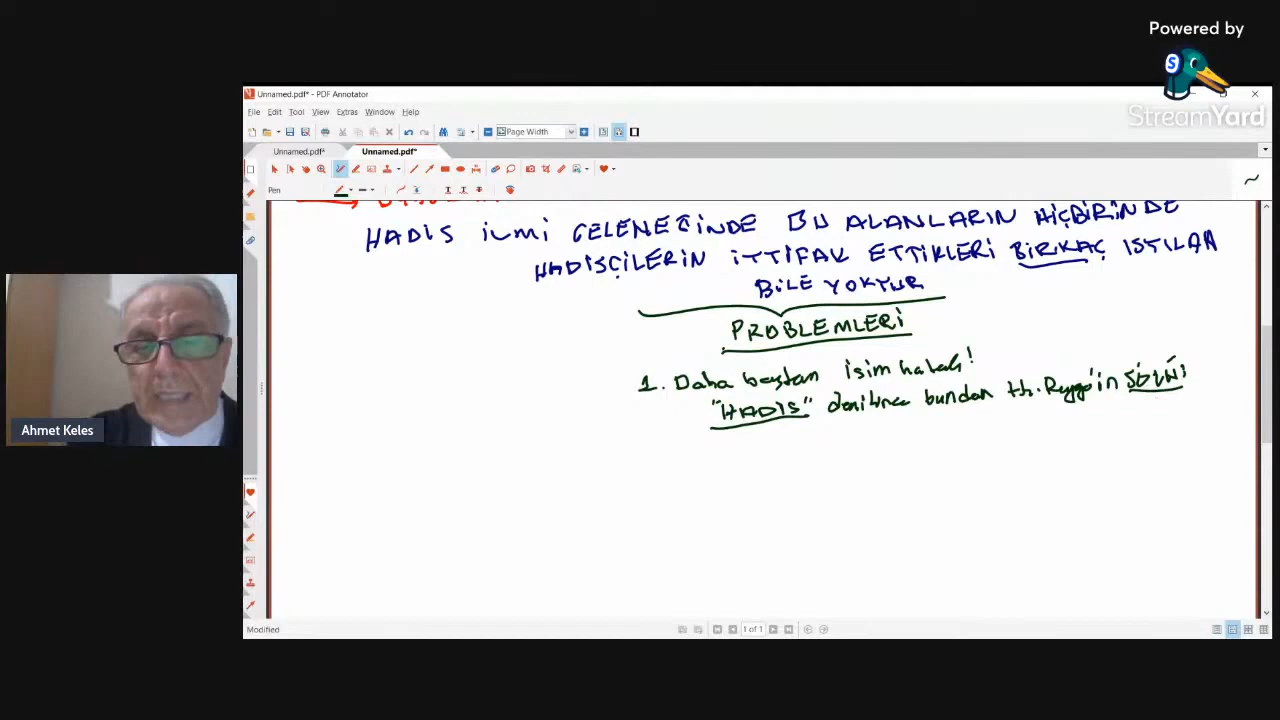 Powered by
StreamYard
Unnamed.pdf* - PDF Annotator
File Edit Tool View Extras Window Help
Page Width
Unnamed.pdf* Unnamed.pdf*
Pen
HADİS İLMİ GELENEĞİNDE BU ALANLARIN HİÇBİRİNDE
HADİSÇİLERİN İTTİFAK ETTİKLERİ BİRKAÇ ISTILAH
BİLE YOKTUR
PROBLEMLERİ
1. Daha baştan isim hatalı!
"HADİS" denilince bundan Hz. SÖZÜ
Ahmet Keles
Modified
1 of 1